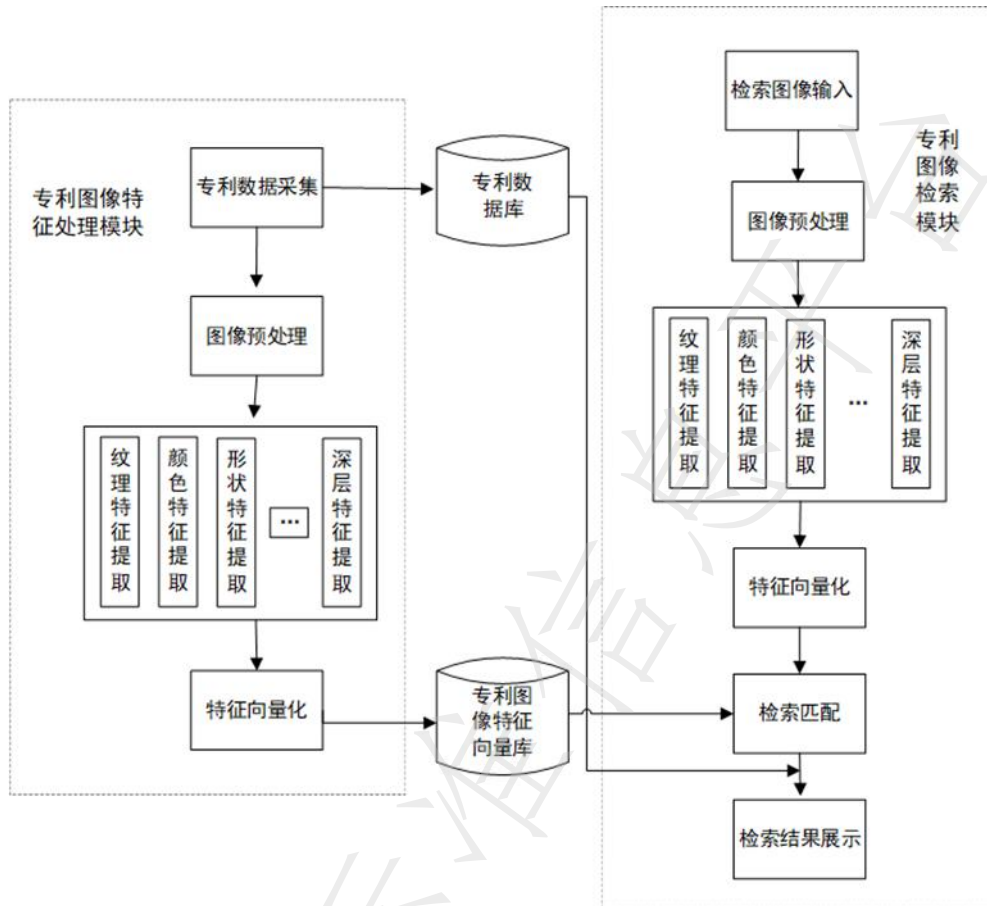 专利图像特
征处理模块
专利数据采集
图像预处理
纹理特征提取
颜色特征提取
形状特征提取
...
深层特征提取
特征向量化
专利数
据库
专利图
像特征
向量库
专利
图像
检索
模块
检索图像输入
图像预处理
纹理特征提取
颜色特征提取
形状特征提取
...
深层特征提取
特征向量化
检索匹配
检索结果展示
准信息平台